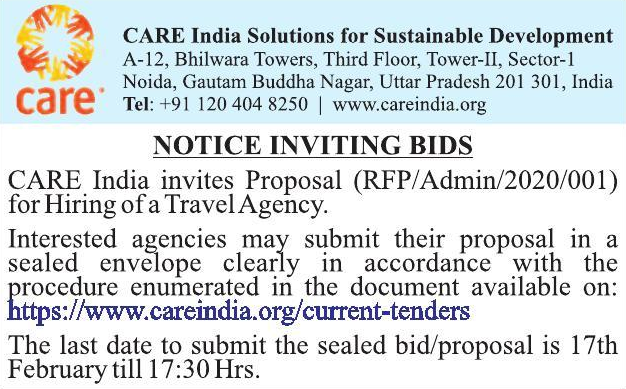 care
CARE India Solutions for Sustainable Development
A-12, Bhilwara Towers, Third Floor, Tower-II, Sector-1
Noida, Gautam Buddha Nagar, Uttar Pradesh 201 301, India
Tel: +91 120 404 8250 | www.careindia.org
NOTICE INVITING BIDS
CARE India invites Proposal (RFP/Admin/2020/001)
for Hiring of a Travel Agency.
Interested agencies may submit their proposal in a
sealed envelope clearly in accordance with the
procedure enumerated in the document available on:
https://www.careindia.org/current-tenders
The last date to submit the sealed bid/proposal is 17th
February till 17:30 Hrs.